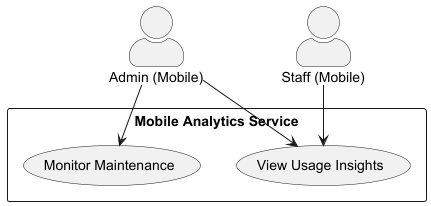 Admin (Mobile)
Staff (Mobile)
Mobile Analytics Service
Monitor Maintenance
View Usage Insights